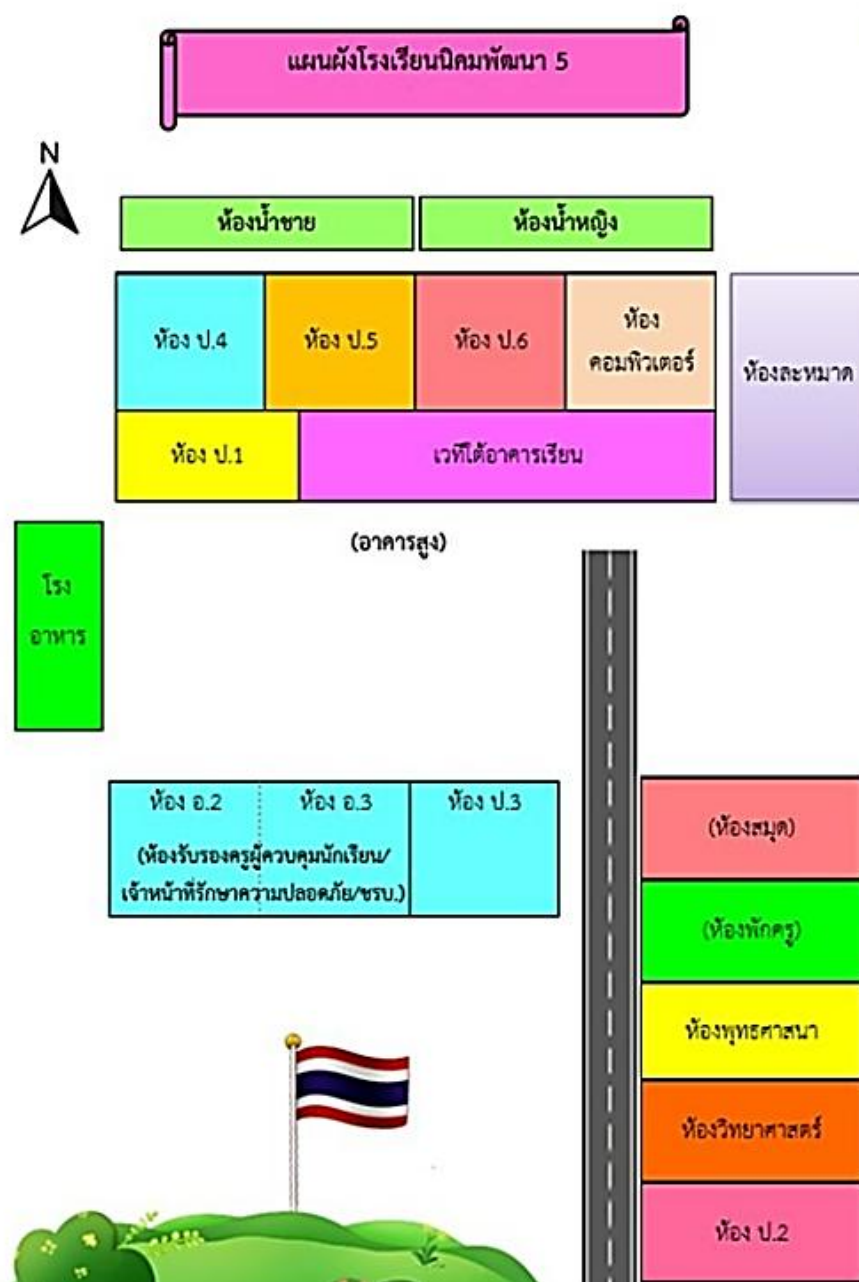 แผนผังโรงเรียนนิคมพัฒนา 5
N
ห้องน้ำชาย
ห้องน้ำหญิง
ห้อง ป.4
ห้อง ป.5
ห้อง ป.6
ห้อง
คอมพิวเตอร์
ห้องละหมาด
ห้อง ป.1
เวทีใต้อาคารเรียน
(อาคารสูง)
โรง
อาหาร
ห้อง อ.2
ห้อง อ.3
ห้อง ป.3
(ห้องรับรองครูผู้ควบคุมนักเรียน/
เจ้าหน้าที่รักษาความปลอดภัย/ชรบ.)
(ห้องสมุด)
(ห้องพักครู)
ห้องพุทธศาสนา
ห้องวิทยาศาสตร์
ห้อง ป.2